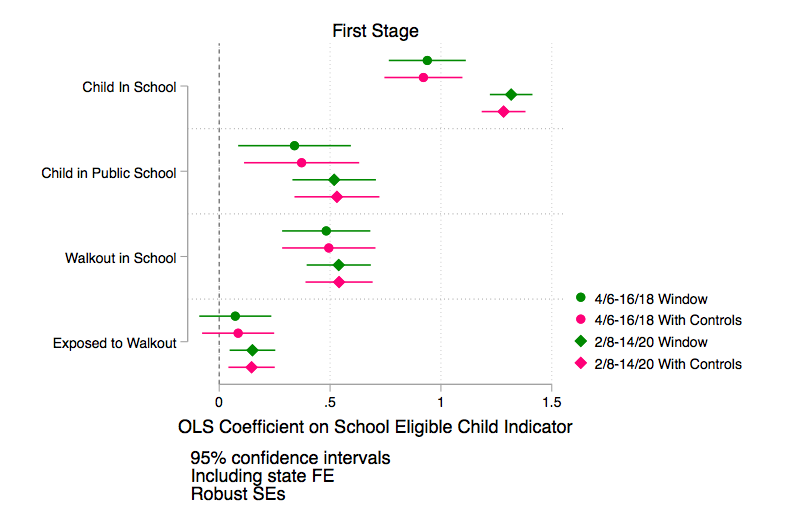 First Stage
Child In School
Child in Public School
Walkout in School
Exposed to Walkout
0 .5 1 1.5
OLS Coefficient on School Eligible Child Indicator
4/6-16/18 Window
4/6-16/18 With Controls
2/8-14/20 Window
2/8-14/20 With Controls
95% confidence intervals
Including state FE
Robust SEs